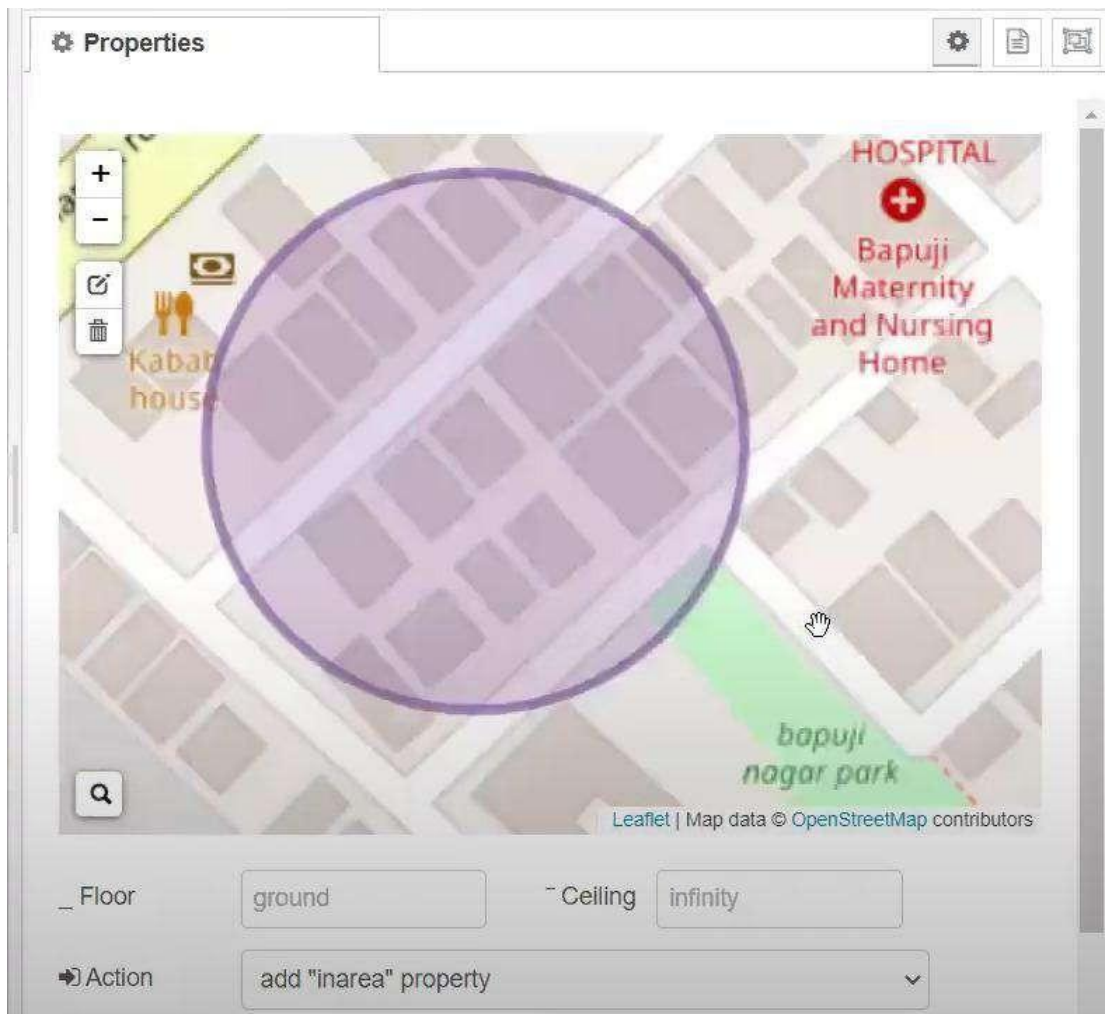 Properties
HOSPITAL
Bapuji
Maternity
and Nursing
Home
Kabab
house
bapuji
nagar park
Leaflet | Map data © OpenStreetMap contributors
Floor ground Ceiling infinity
Action add "inarea" property